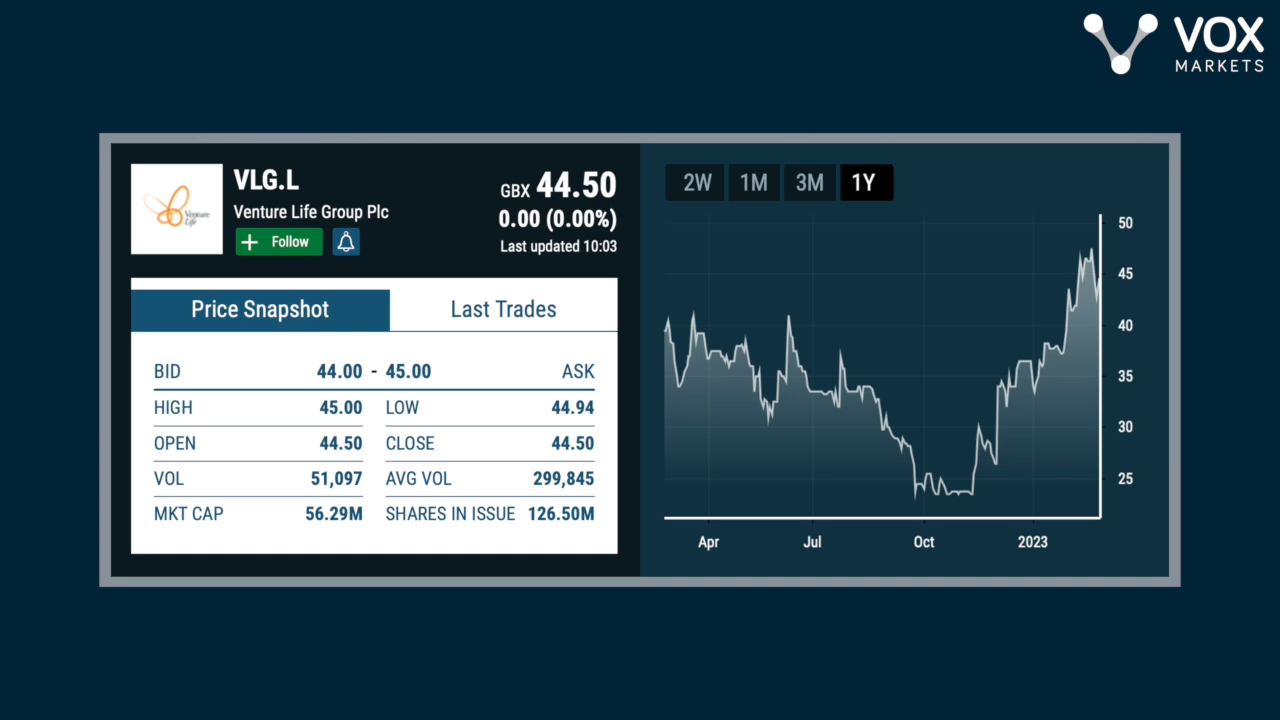 VOX
MARKETS
Venture
Life
VLG.L
Venture Life Group Plc
+ Follow
GBX 44.50
0.00 (0.00%)
Last updated 10:03
Price Snapshot Last Trades
BID 44.00 - 45.00 ASK
HIGH 45.00 LOW 44.94
OPEN 44.50 CLOSE 44.50
VOL 51,097 AVG VOL 299,845
MKT CAP 56.29M SHARES IN ISSUE 126.50M
2W 1M 3M 1Y
50
45
40
35
30
25
Apr Jul Oct 2023